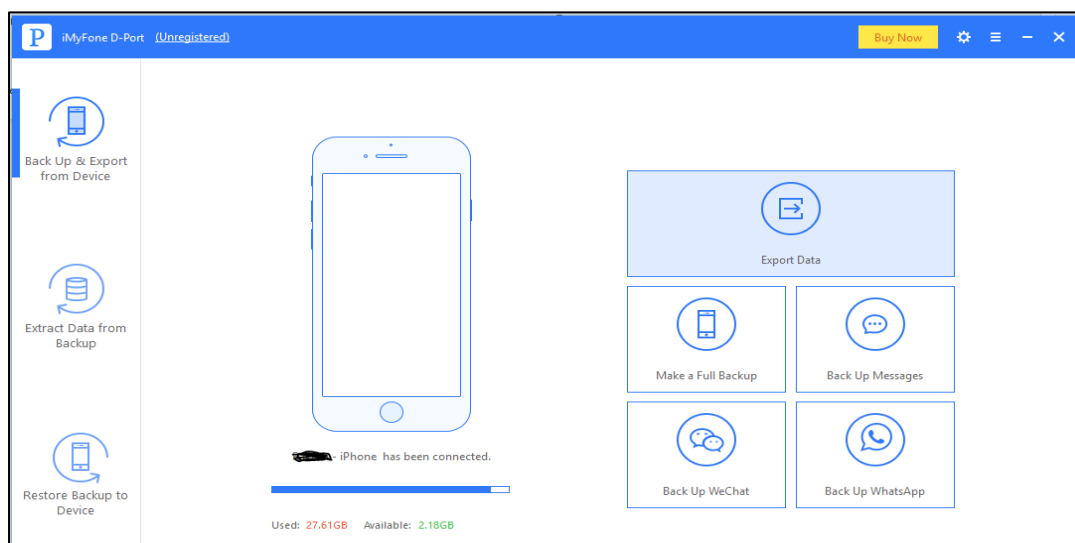 P iMyFone D-Port (Unregistered) Buy Now
Back Up & Export
from Device
Extract Data from
Backup
Restore Backup to
Device
- iPhone has been connected.
Used: 27.61GB Available: 2.18GB
Export Data
Make a Full Backup
Back Up Messages
Back Up WeChat
Back Up WhatsApp